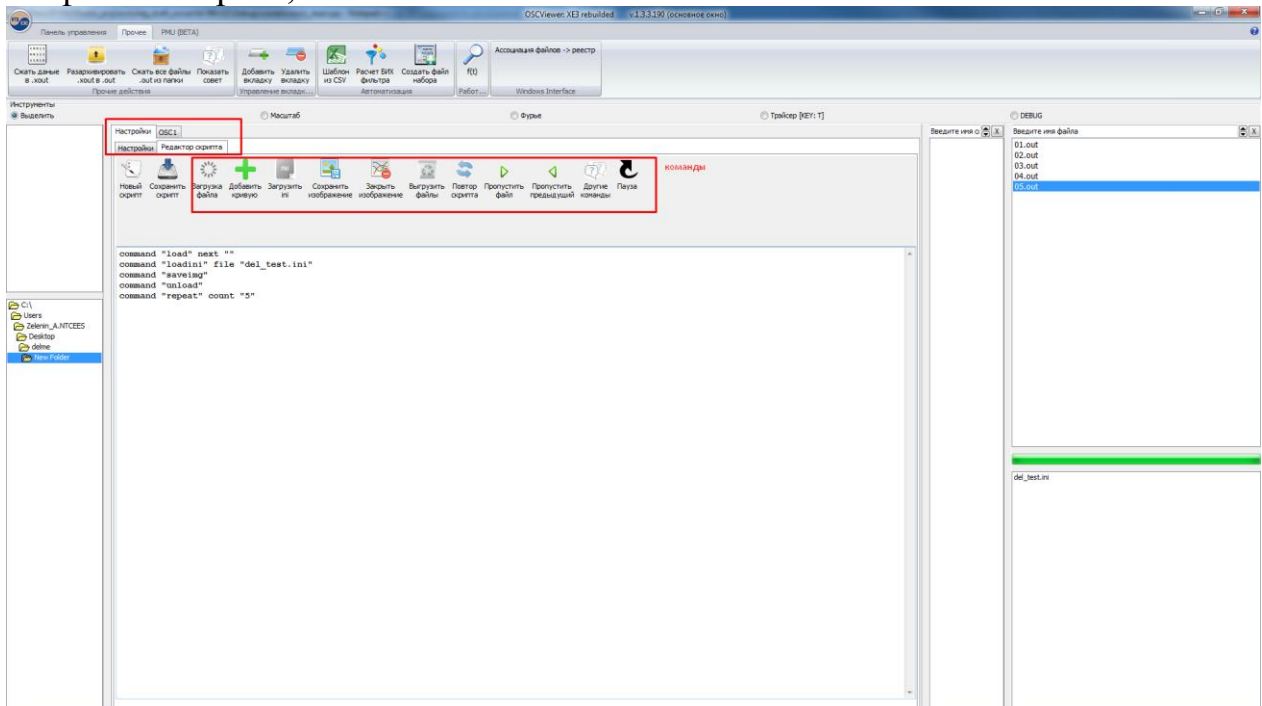 OSCViewer: XE3 rebuilded v.1.3.3.190 (основное окно)
Панель управления Прочее PMU (BETA)
Сжать даные в .xout
Разархивировать .xout в .out
Сжать все файлы .out из папки
Показать совет
Добавить вкладку
Удалить вкладку
Шаблон из CSV
Расчет БИХ фильтра
Создать файл набора
f(t)
Ассоциация файлов -> реестр
Прочие действия
Управление вкладк...
Автоматизация
Работ...
Windows Interface
Инструменты
Выделить
Масштаб
Фурье
Трейсер [KEY: T]
DEBUG
Настройки OSC1
Настройки Редактор скрипта
Новый скрипт
Сохранить скрипт
Загрузка файла
Добавить кривую
Загрузить ini
Сохранить изображение
Закрыть изображение
Выгрузить файлы
Повтор скрипта
Пропустить файл
Пропустить предыдущий
Другие команды
Пауза
команды
command "load" next ""
command "loadini" file "del_test.ini"
command "saveimg"
command "unload"
command "repeat" count "5"
C:\
Users
Zelenin_A.NTCEES
Desktop
delme
New Folder
Введите имя о X
Введите имя файла X
01.out
02.out
03.out
04.out
05.out
del_test.ini